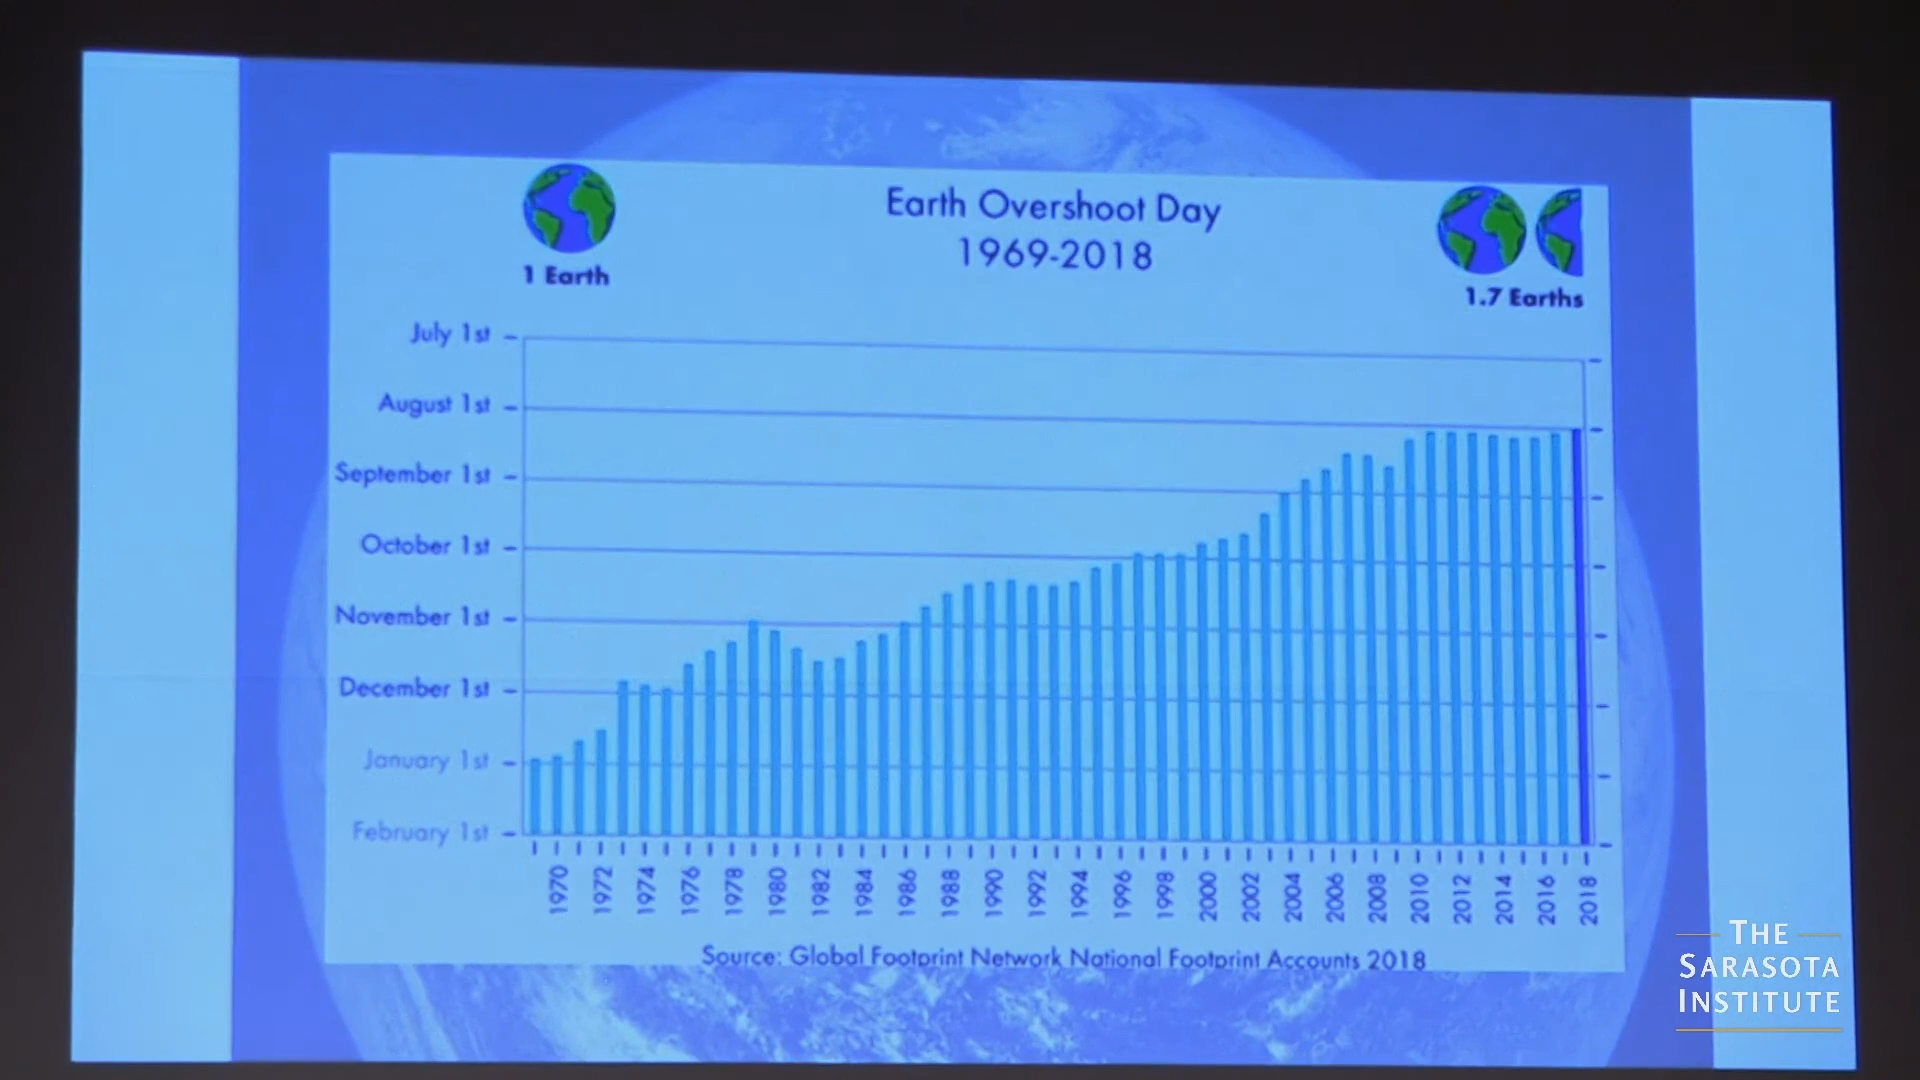 Earth Overshoot Day
1969-2018
1 Earth
1.7 Earths
July 1st
August 1st
September 1st
October 1st
November 1st
December 1st
January 1st
February 1st
1970
1972
1974
1976
1978
1980
1982
1984
1986
1988
1990
1992
1994
1996
1998
2000
2002
2004
2006
2008
2010
2012
2014
2016
2018
Source: Global Footprint Network National Footprint Accounts 2018
THE
SARASOTA
INSTITUTE